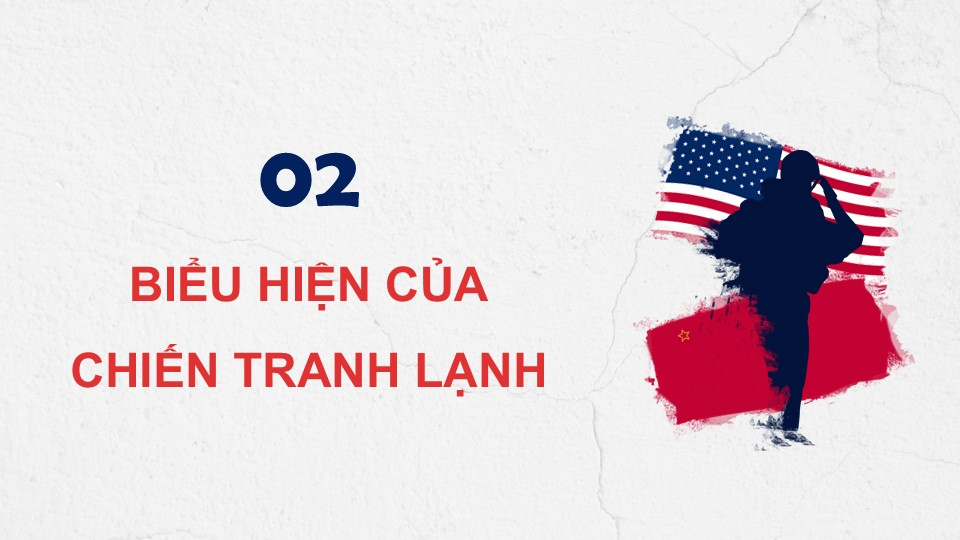 02
BIỂU HIỆN CỦA
CHIẾN TRANH LẠNH